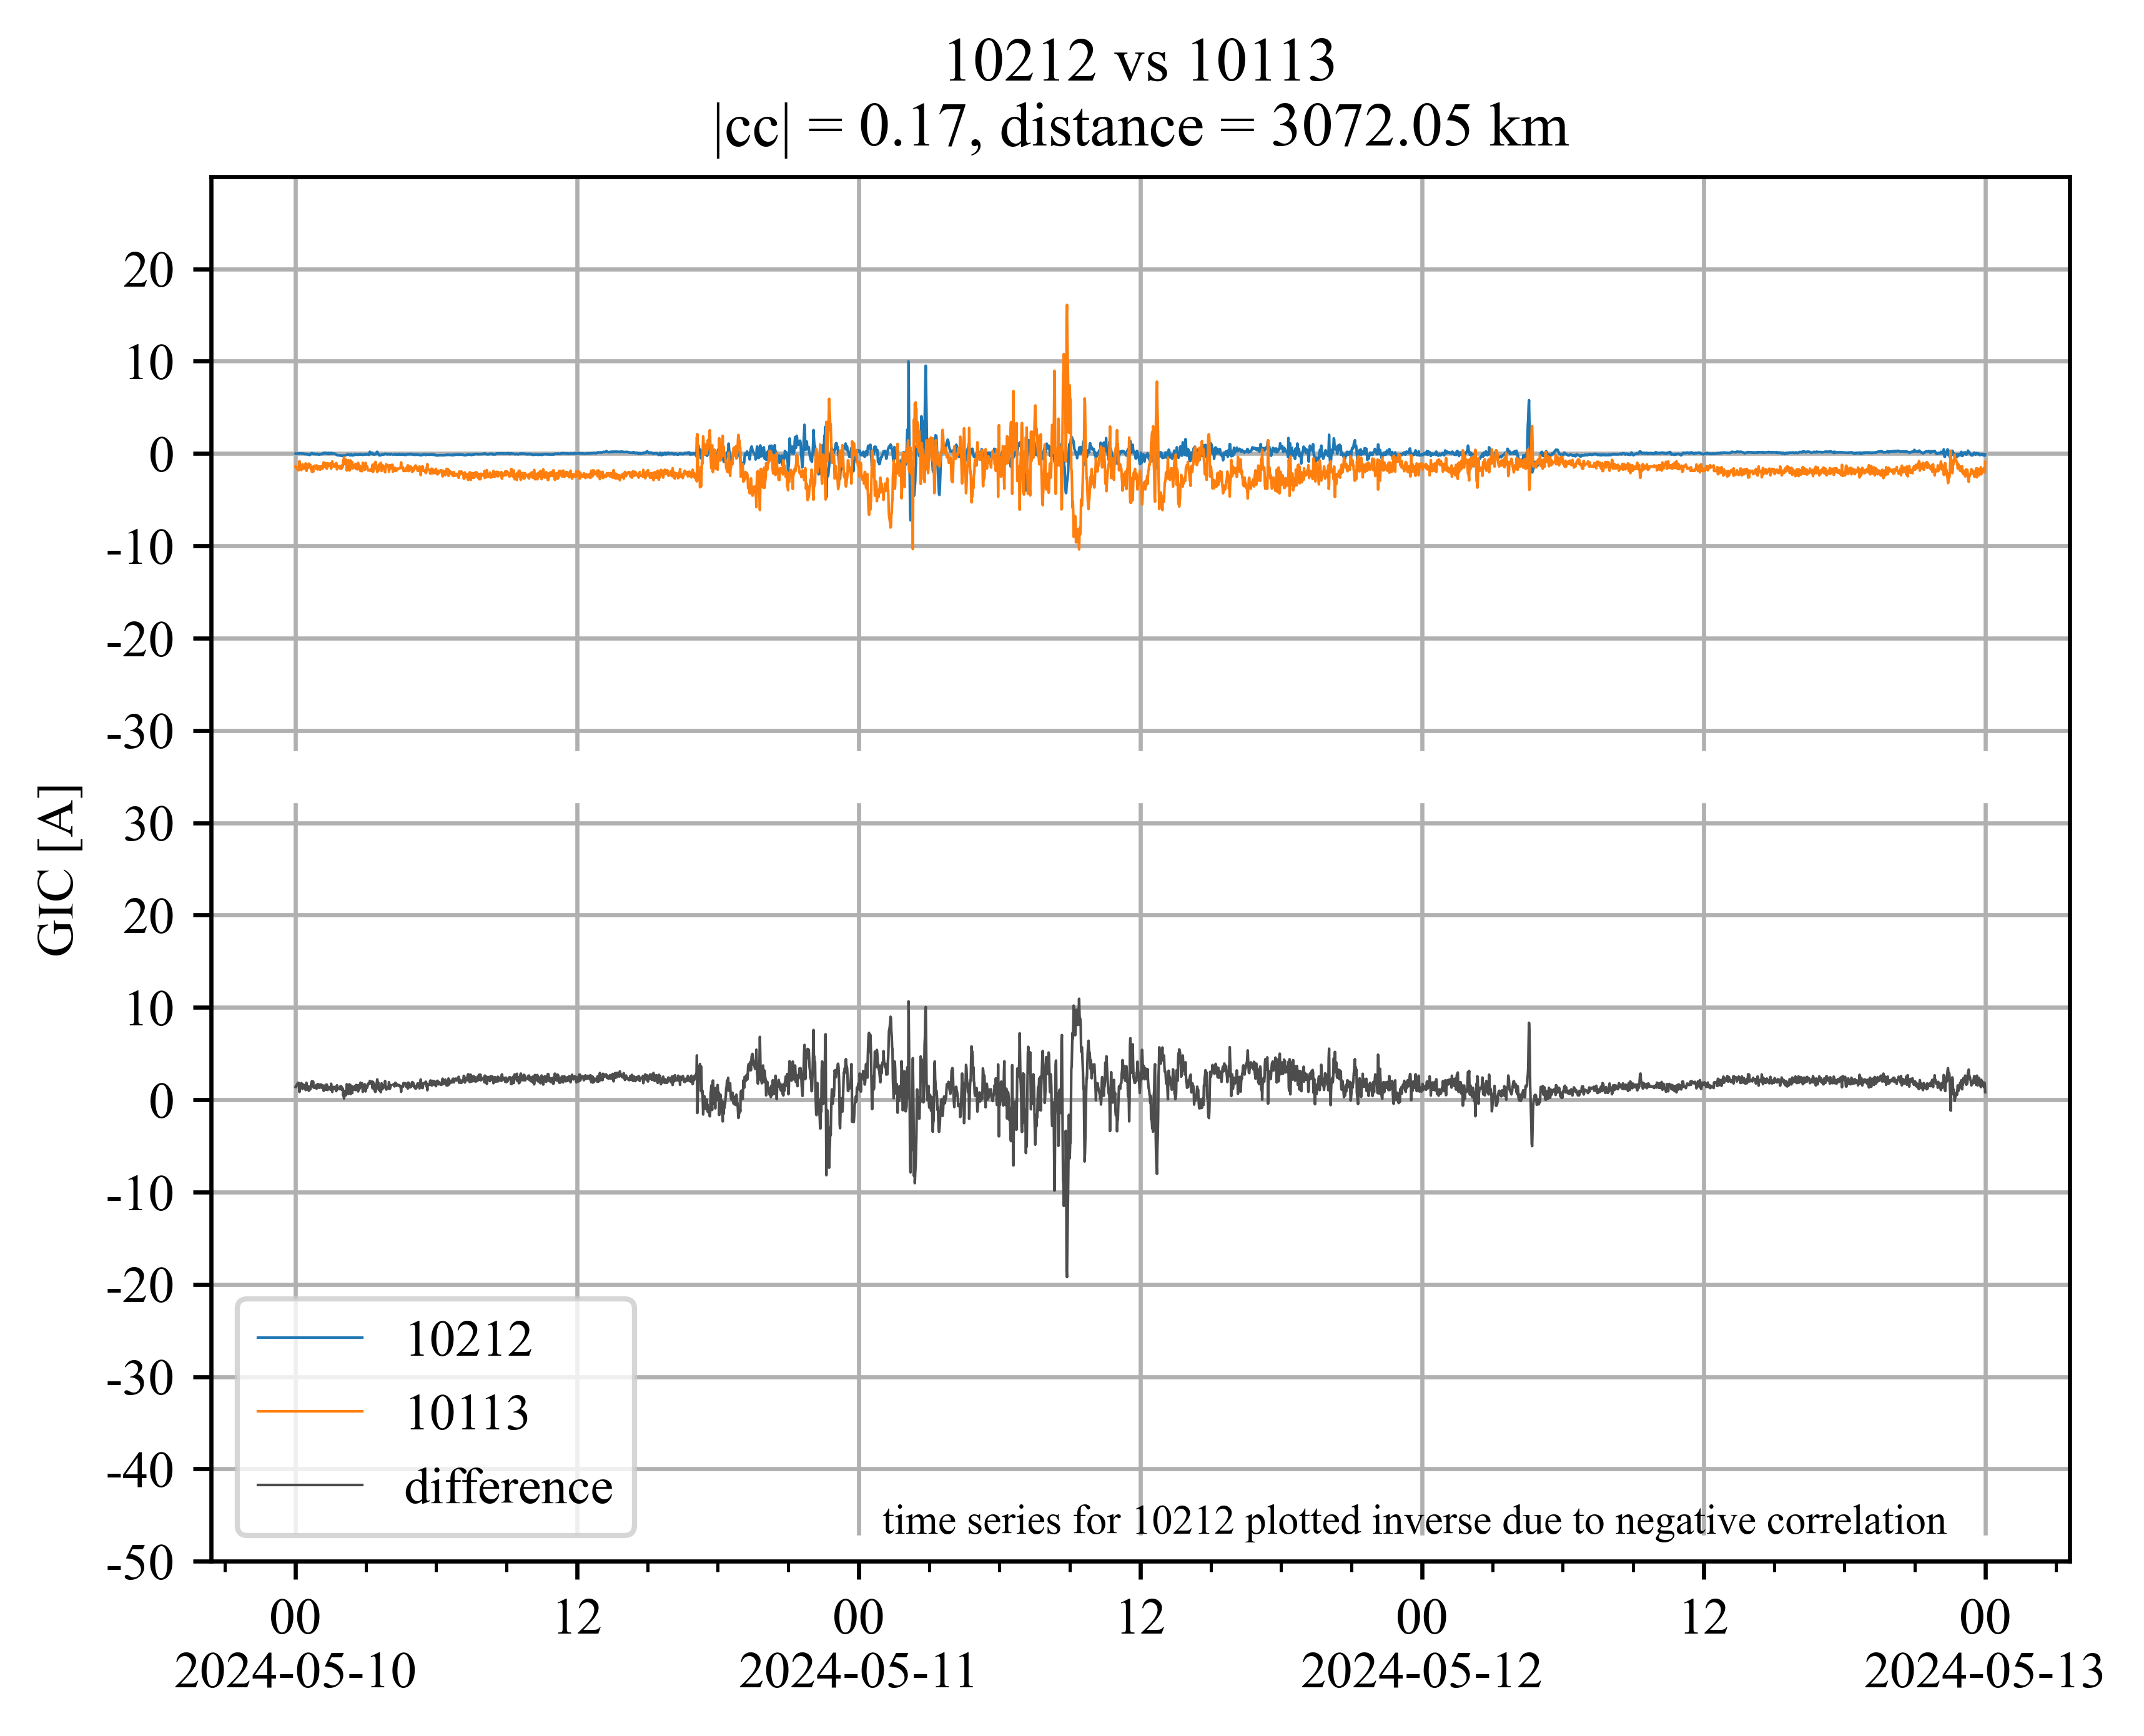 10212 vs 10113
|cc| = 0.17, distance = 3072.05 km
GIC [A]
20
10
0
-10
-20
-30
30
20
10
0
-10
-20
-30
-40
-50
10212
10113
difference
time series for 10212 plotted inverse due to negative correlation
00 12 00 12 00 12 00
2024-05-10 2024-05-11 2024-05-12 2024-05-13